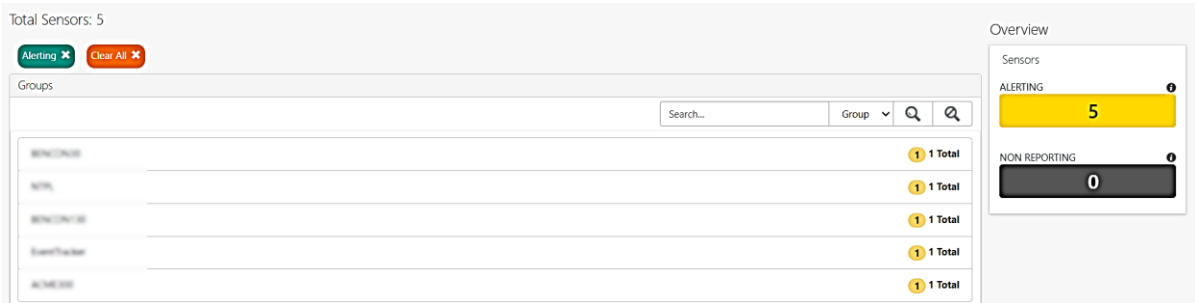 Total Sensors: 5
Alerting ✖ Clear All ✖
Groups
Search... Group
1 1 Total
NTPL 1 1 Total
1 1 Total
EventTracker 1 1 Total
1 1 Total
Overview
Sensors
ALERTING
5
NON REPORTING
0